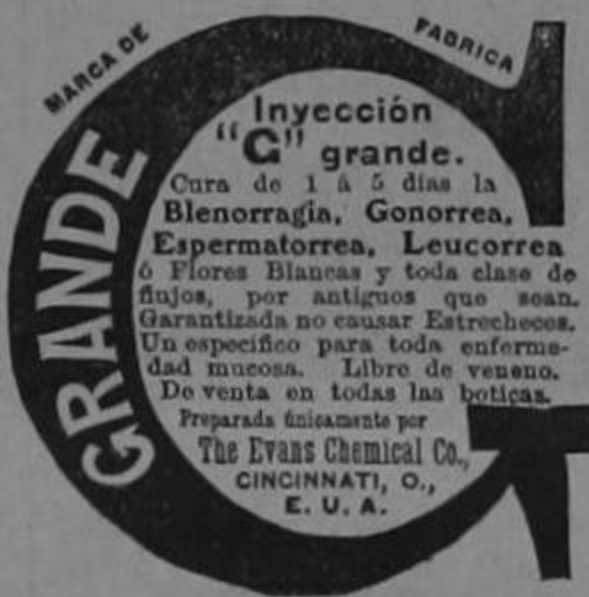 MARCA DE FABRICA
GRANDE
Inyección
"G" grande.
Cura de 1 á 5 días la
Blenorragia, Gonorrea,
Espermatorrea, Leucorrea
ó Flores Blancas y toda clase de
flujos, por antiguos que sean.
Garantizada no causar Estrecheces.
Un específico para toda enferme-
dad mucosa. Libre de veneno.
De venta en todas las boticas.
Preparada únicamente por
The Evans Chemical Co.,
CINCINNATI, O.,
E. U. A.